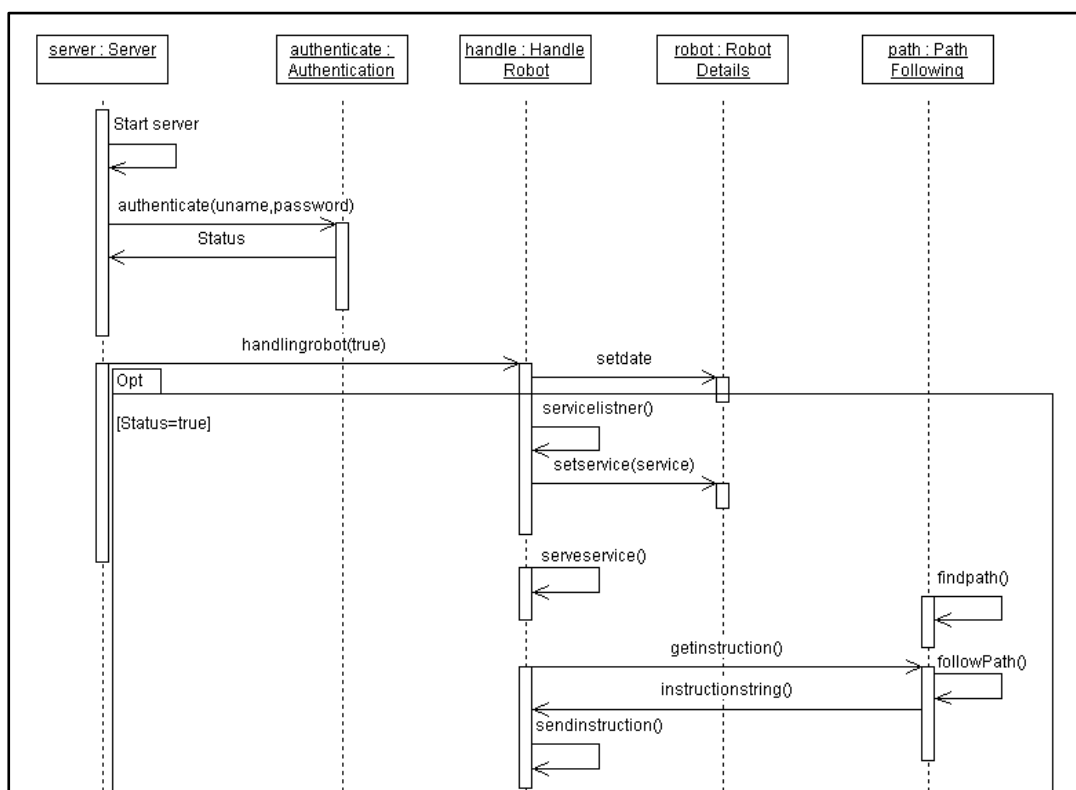 server : Server
authenticate :
Authentication
handle : Handle
Robot
robot : Robot
Details
path : Path
Following
Start server
authenticate(uname,password)
Status
handlingrobot(true)
setdate
Opt
[Status=true]
servicelistner()
setservice(service)
serveservice()
findpath()
getinstruction()
followPath()
instructionstring()
sendinstruction()